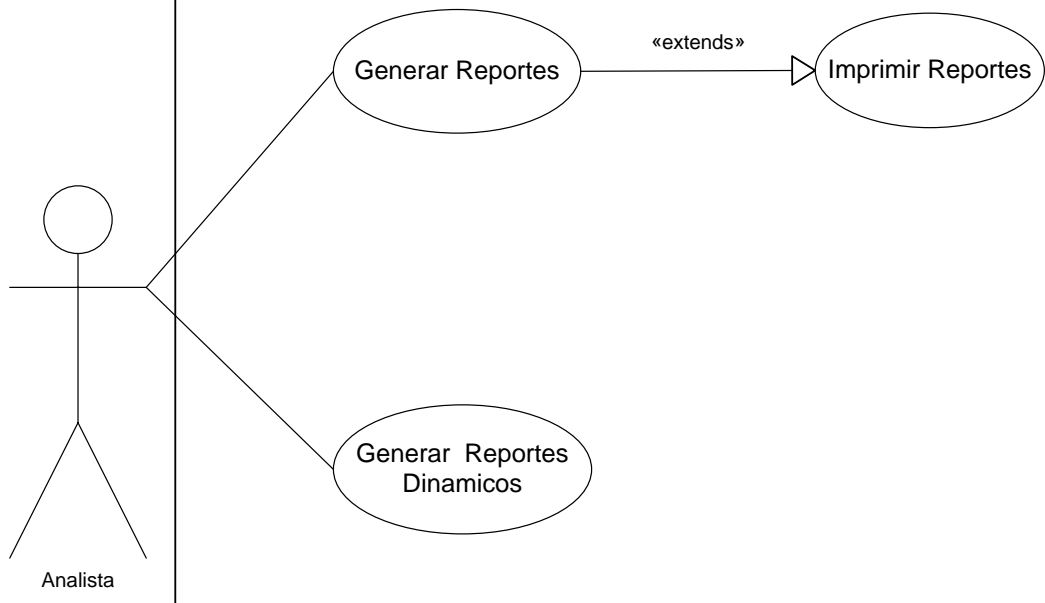 Generar Reportes
«extends»
Imprimir Reportes
Generar Reportes
Dinamicos
Analista